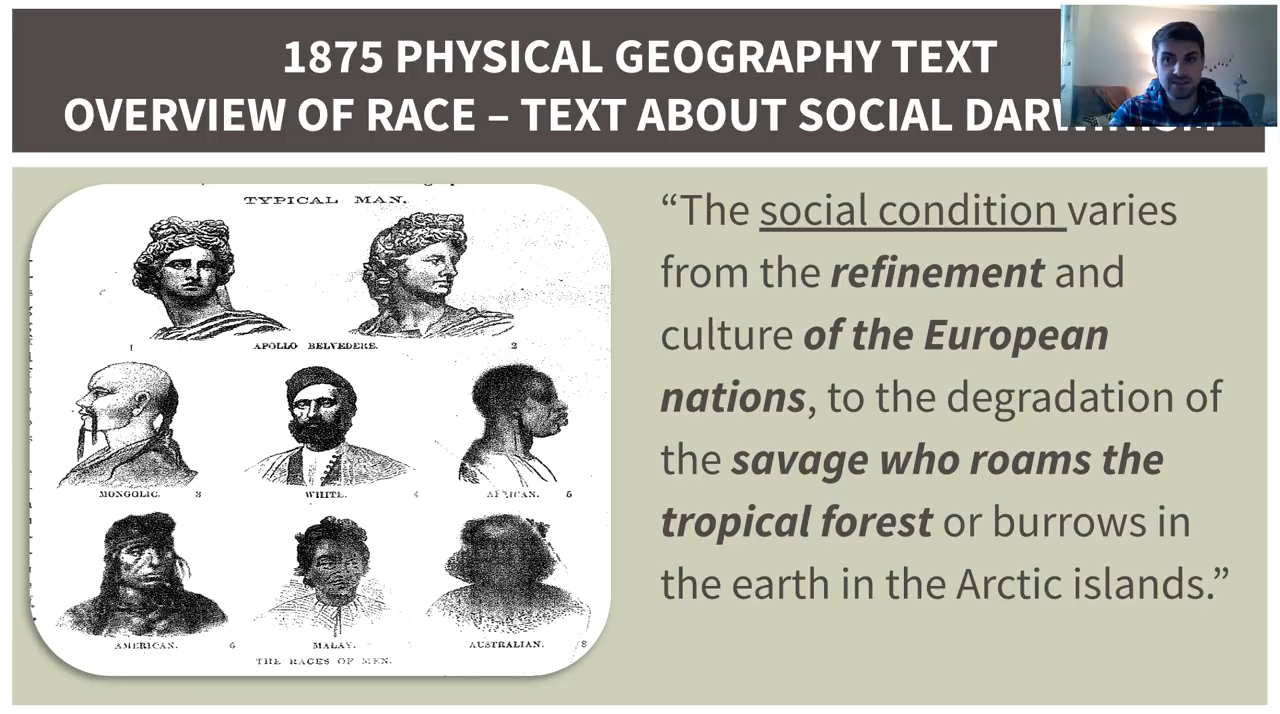 1875 PHYSICAL GEOGRAPHY TEXT
OVERVIEW OF RACE – TEXT ABOUT SOCIAL
TYPICAL MAN.
1 APOLLO BELVEDERE. 2
MONGOLIC. 3 WHITE. 4 AFRICAN. 5
AMERICAN. 6 MALAY. AUSTRALIAN. 8
THE RACES OF MEN.
“The social condition varies
from the refinement and
culture of the European
nations, to the degradation of
the savage who roams the
tropical forest or burrows in
the earth in the Arctic islands.”